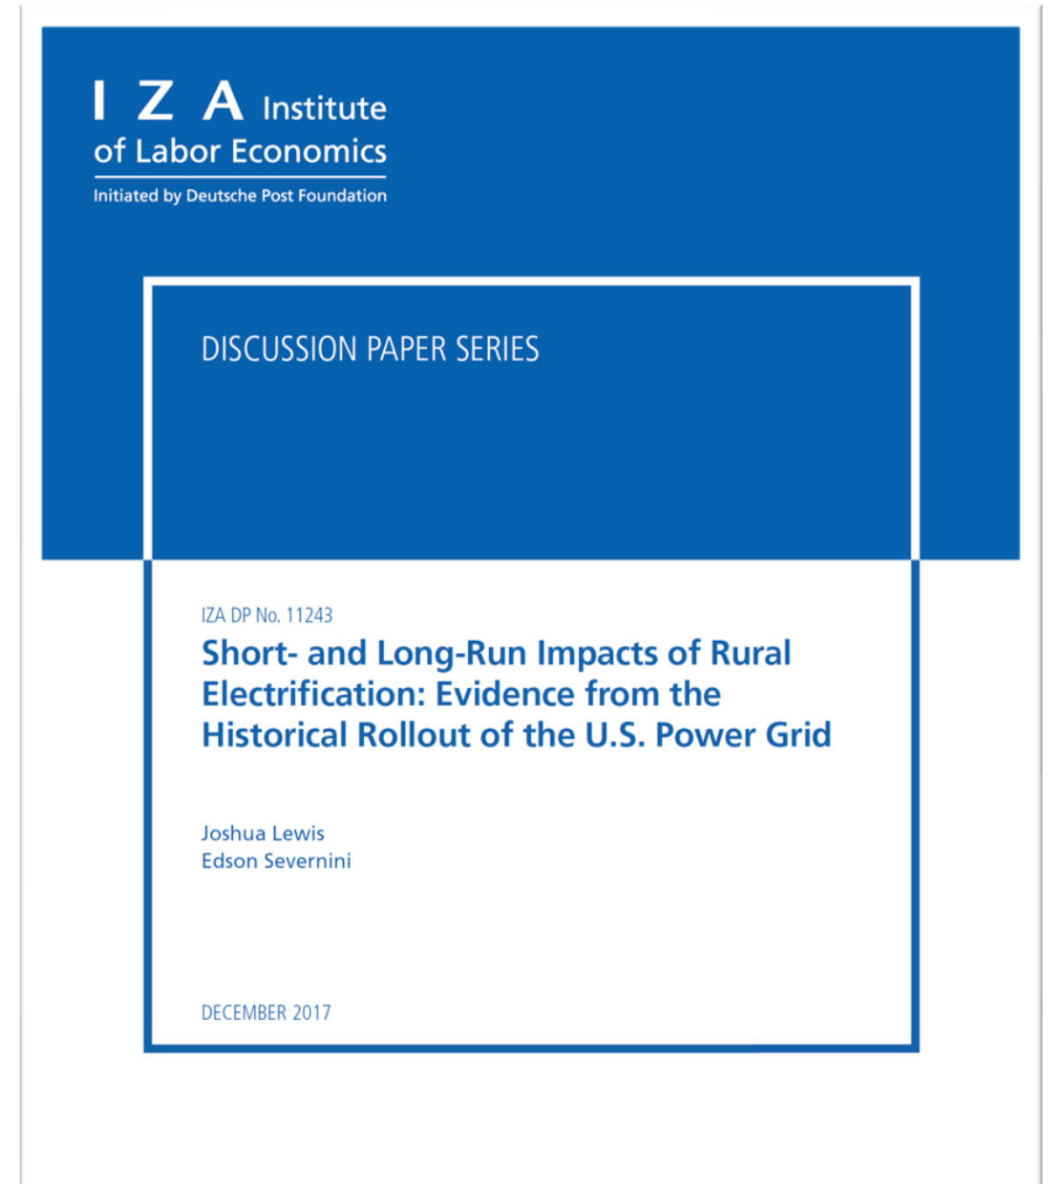 I Z A Institute
of Labor Economics
Initiated by Deutsche Post Foundation
DISCUSSION PAPER SERIES
IZA DP No. 11243
Short- and Long-Run Impacts of Rural
Electrification: Evidence from the
Historical Rollout of the U.S. Power Grid
Joshua Lewis
Edson Severnini
DECEMBER 2017